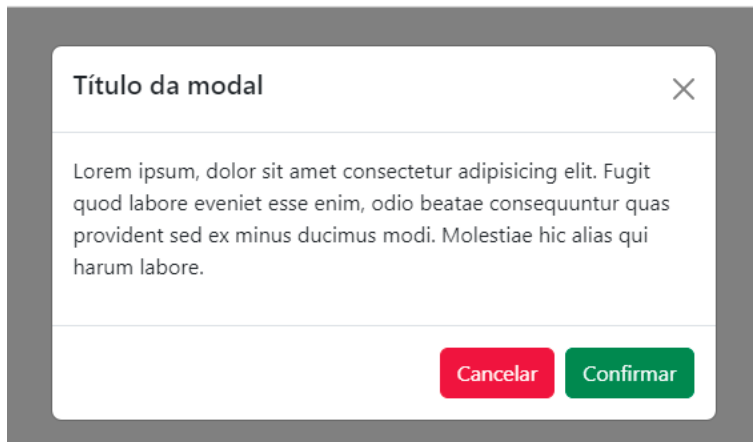 Título da modal
Lorem ipsum, dolor sit amet consectetur adipisicing elit. Fugit
quod labore eveniet esse enim, odio beatae consequuntur quas
provident sed ex minus ducimus modi. Molestiae hic alias qui
harum labore.
Cancelar
Confirmar